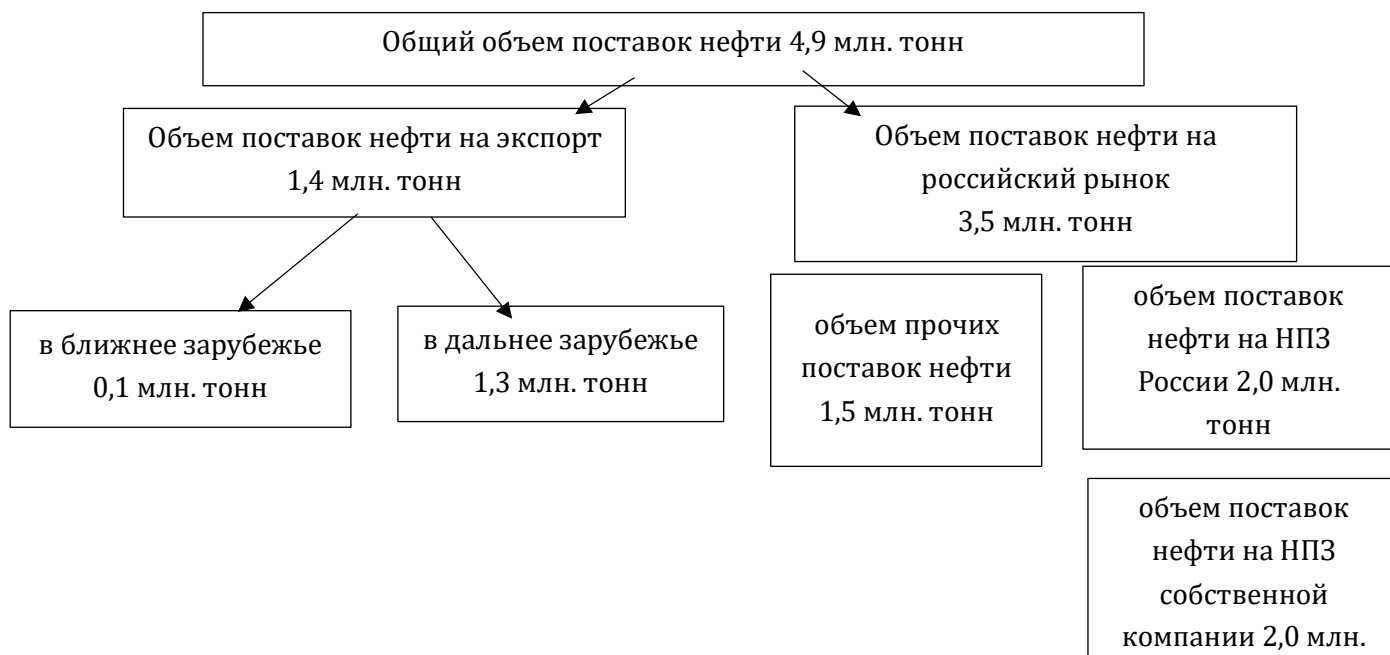 Общий объем поставок нефти 4,9 млн. тонн
Объем поставок нефти на экспорт
1,4 млн. тонн
Объем поставок нефти на
российский рынок
3,5 млн. тонн
в ближнее зарубежье
0,1 млн. тонн
в дальнее зарубежье
1,3 млн. тонн
объем прочих
поставок нефти
1,5 млн. тонн
объем поставок
нефти на НПЗ
России 2,0 млн.
тонн
объем поставок
нефти на НПЗ
собственной
компании 2,0 млн.